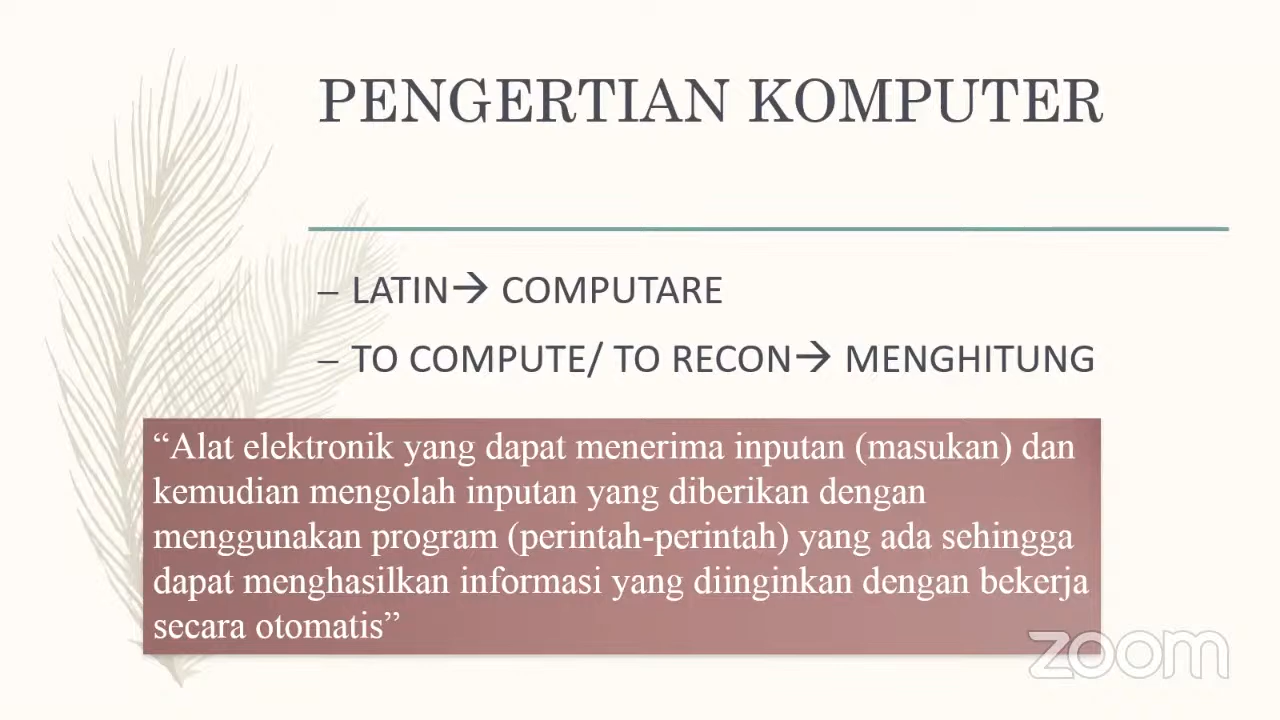 PENGERTIAN KOMPUTER
– LATIN→ COMPUTARE
– TO COMPUTE/ TO RECON→ MENGHITUNG
“Alat elektronik yang dapat menerima inputan (masukan) dan
kemudian mengolah inputan yang diberikan dengan
menggunakan program (perintah-perintah) yang ada sehingga
dapat menghasilkan informasi yang diinginkan dengan bekerja
secara otomatis”
zoom